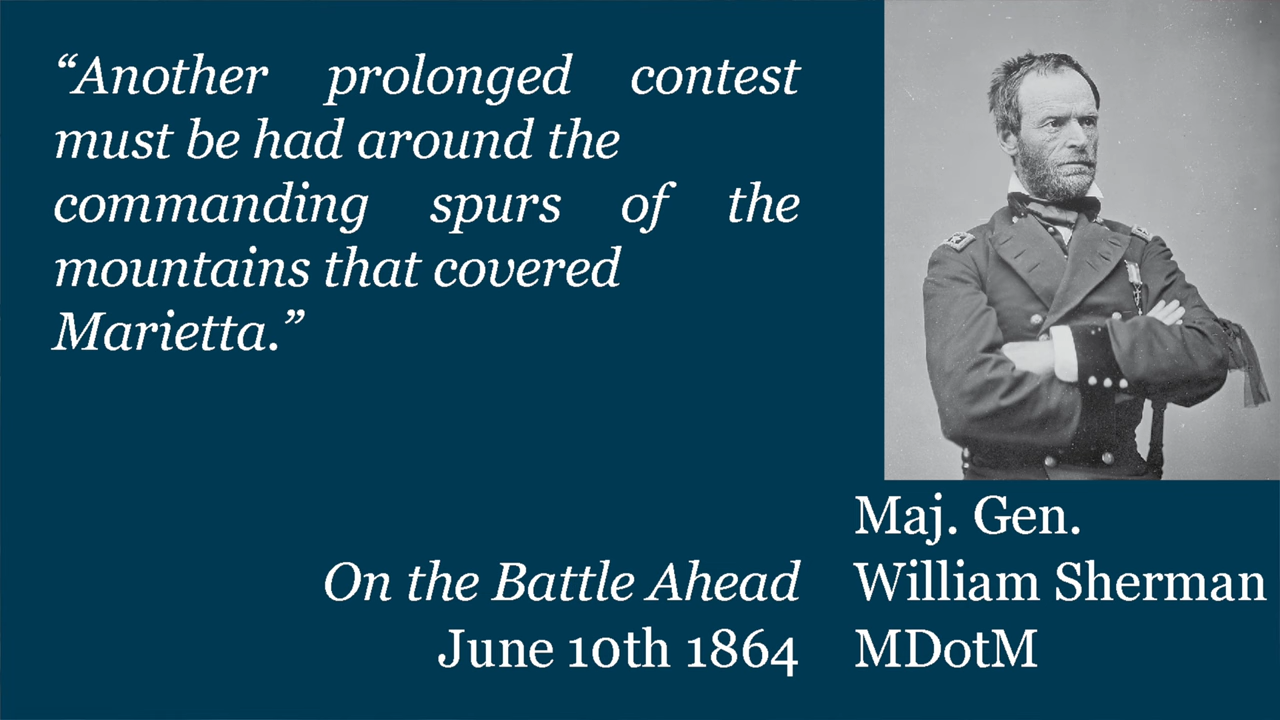 “Another prolonged contest
must be had around the
commanding spurs of the
mountains that covered
Marietta.”
On the Battle Ahead
June 10th 1864
Maj. Gen.
William Sherman
MDotM